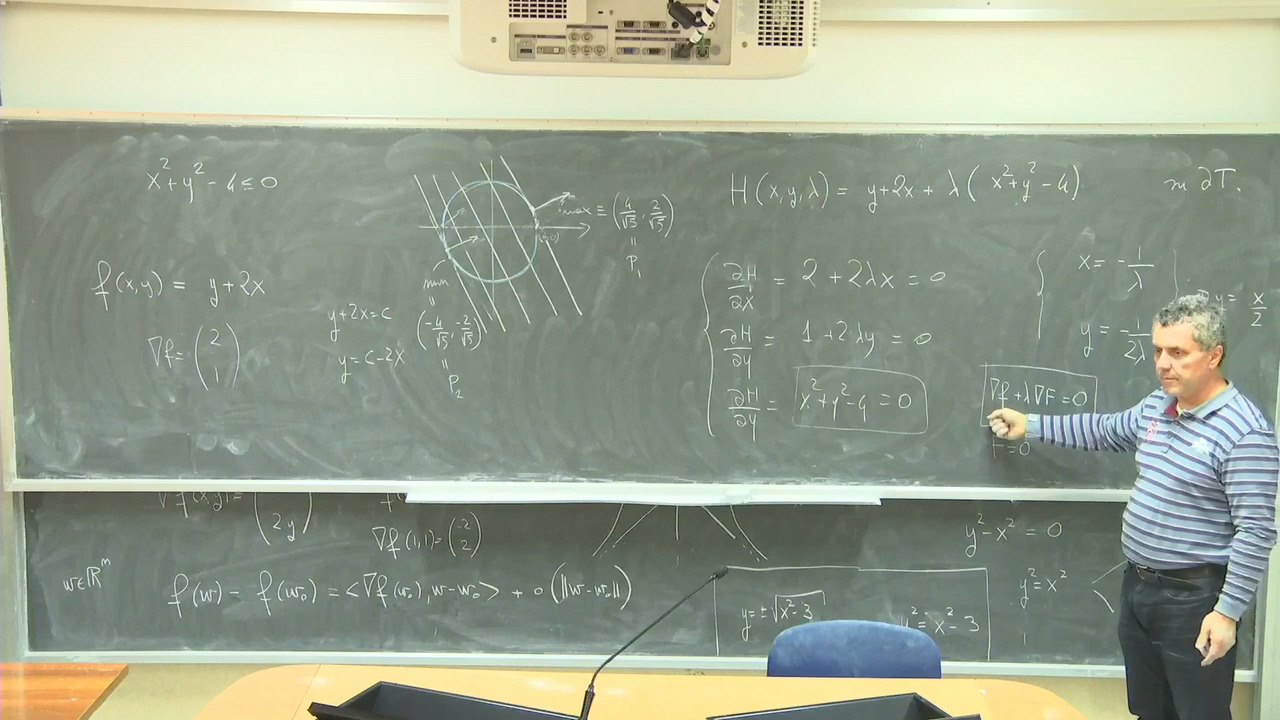 x² + y² - 4 ≤ 0
f(x,y) = y+2x
∇f = (2 1)
y+2x=c
y=c-2x
max ≡ (4/√5, 2/√5)
"
P₁
min
"
(-4/√5, -2/√5)
"
P₂
H(x,y,λ) = y+2x + λ( x²+y²-4)
in ∂T.
∂H/∂x = 2 + 2λx = 0
∂H/∂y = 1 + 2λy = 0
∂H/∂y = x²+y²-4 = 0
x = -1/λ
y = -1/2λ
y = x/2
∇f + λ∇F = 0
F = 0
∇f(x,y) = ( 2y )
∇f(1,1) = (-2 2)
w∈ℝᵐ
f(w) - f(w₀) = <∇f(w₀), w-w₀> + o(‖w-w₀‖)
y=±√x²-3
y² = x²-3
y²-x² = 0
y² = x²